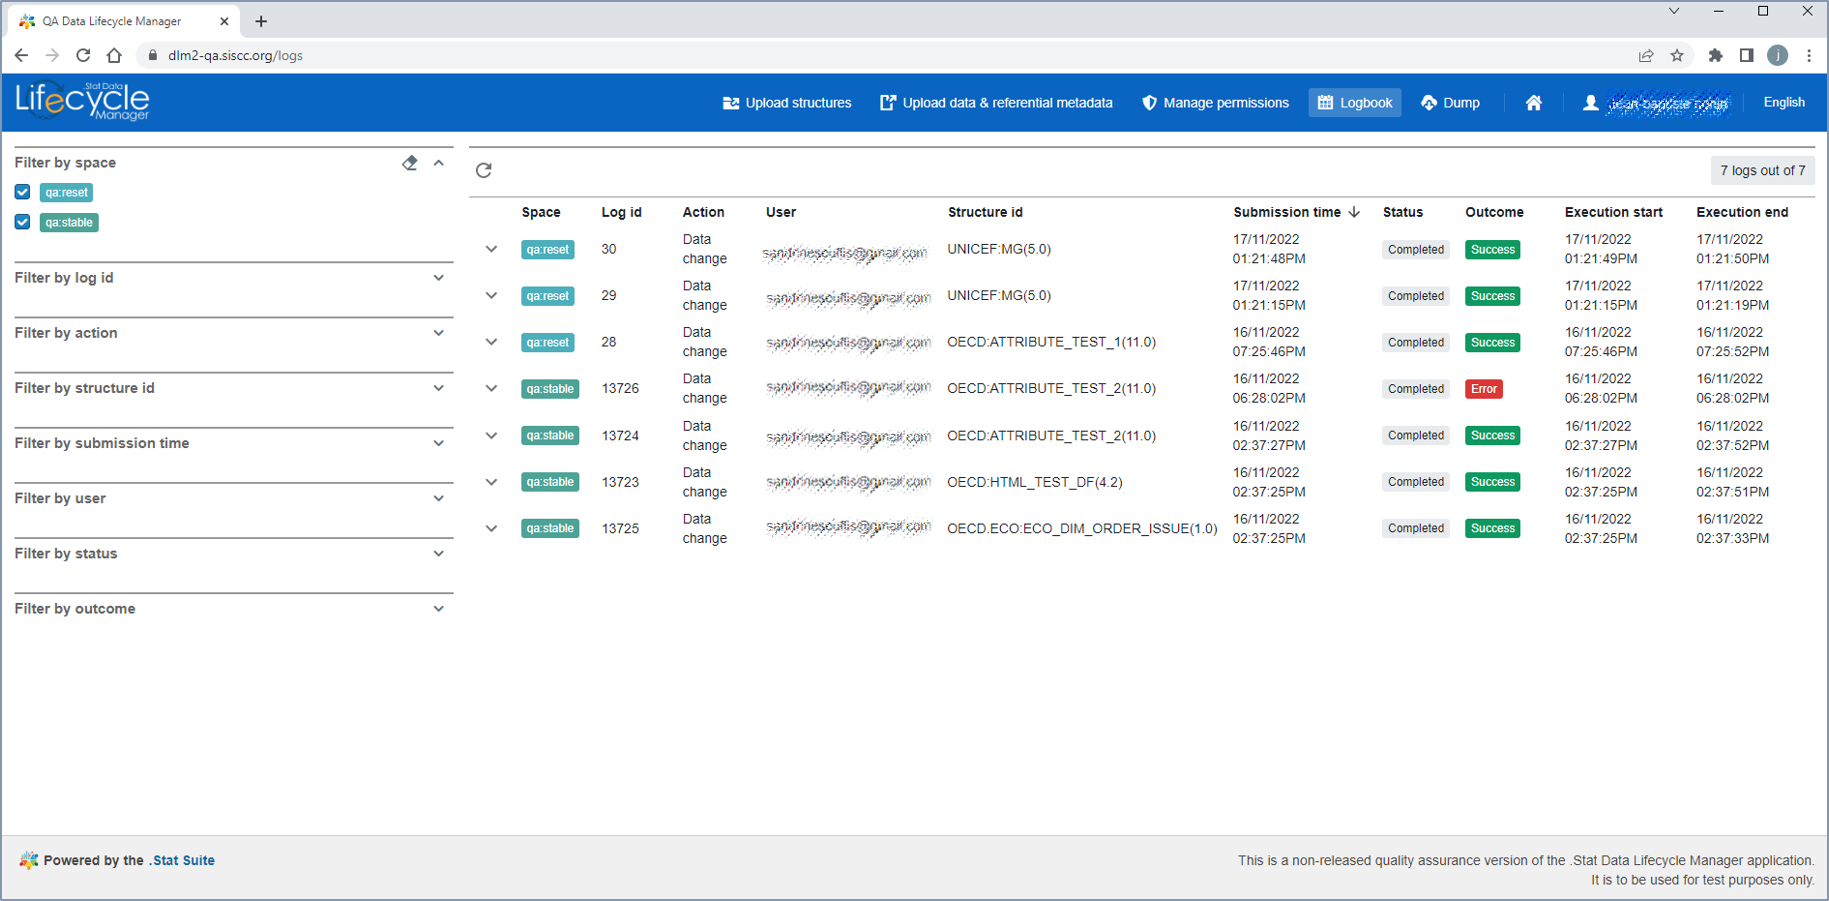 QA Data Lifecycle Manager
dlm2-qa.siscc.org/logs
j
.Stat Data
Lifecycle
Manager
Upload structures
Upload data & referential metadata
Manage permissions
Logbook
Dump
English
Filter by space
qa:reset
qa:stable
Filter by log id
Filter by action
Filter by structure id
Filter by submission time
Filter by user
Filter by status
Filter by outcome
7 logs out of 7
Space Log id Action User Structure id Submission time Status Outcome Execution start Execution end
qa:reset 30 Data change UNICEF:MG(5.0) 17/11/2022 01:21:48PM Completed Success 17/11/2022 01:21:49PM 17/11/2022 01:21:50PM
qa:reset 29 Data change UNICEF:MG(5.0) 17/11/2022 01:21:15PM Completed Success 17/11/2022 01:21:15PM 17/11/2022 01:21:19PM
qa:reset 28 Data change OECD:ATTRIBUTE_TEST_1(11.0) 16/11/2022 07:25:46PM Completed Success 16/11/2022 07:25:46PM 16/11/2022 07:25:52PM
qa:stable 13726 Data change OECD:ATTRIBUTE_TEST_2(11.0) 16/11/2022 06:28:02PM Completed Error 16/11/2022 06:28:02PM 16/11/2022 06:28:02PM
qa:stable 13724 Data change OECD:ATTRIBUTE_TEST_2(11.0) 16/11/2022 02:37:27PM Completed Success 16/11/2022 02:37:27PM 16/11/2022 02:37:52PM
qa:stable 13723 Data change OECD:HTML_TEST_DF(4.2) 16/11/2022 02:37:25PM Completed Success 16/11/2022 02:37:25PM 16/11/2022 02:37:51PM
qa:stable 13725 Data change OECD.ECO:ECO_DIM_ORDER_ISSUE(1.0) 16/11/2022 02:37:25PM Completed Success 16/11/2022 02:37:25PM 16/11/2022 02:37:33PM
Powered by the .Stat Suite
This is a non-released quality assurance version of the .Stat Data Lifecycle Manager application.
It is to be used for test purposes only.